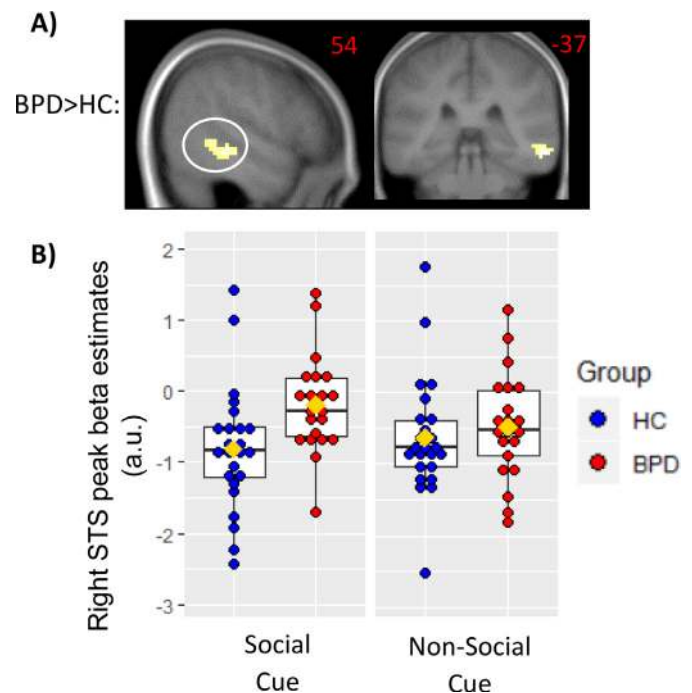 A)
54
-37
BPD>HC:
B)
Right STS peak beta estimates
(a.u.)
2
1
0
-1
-2
-3
Social
Cue
Non-Social
Cue
Group
HC
BPD